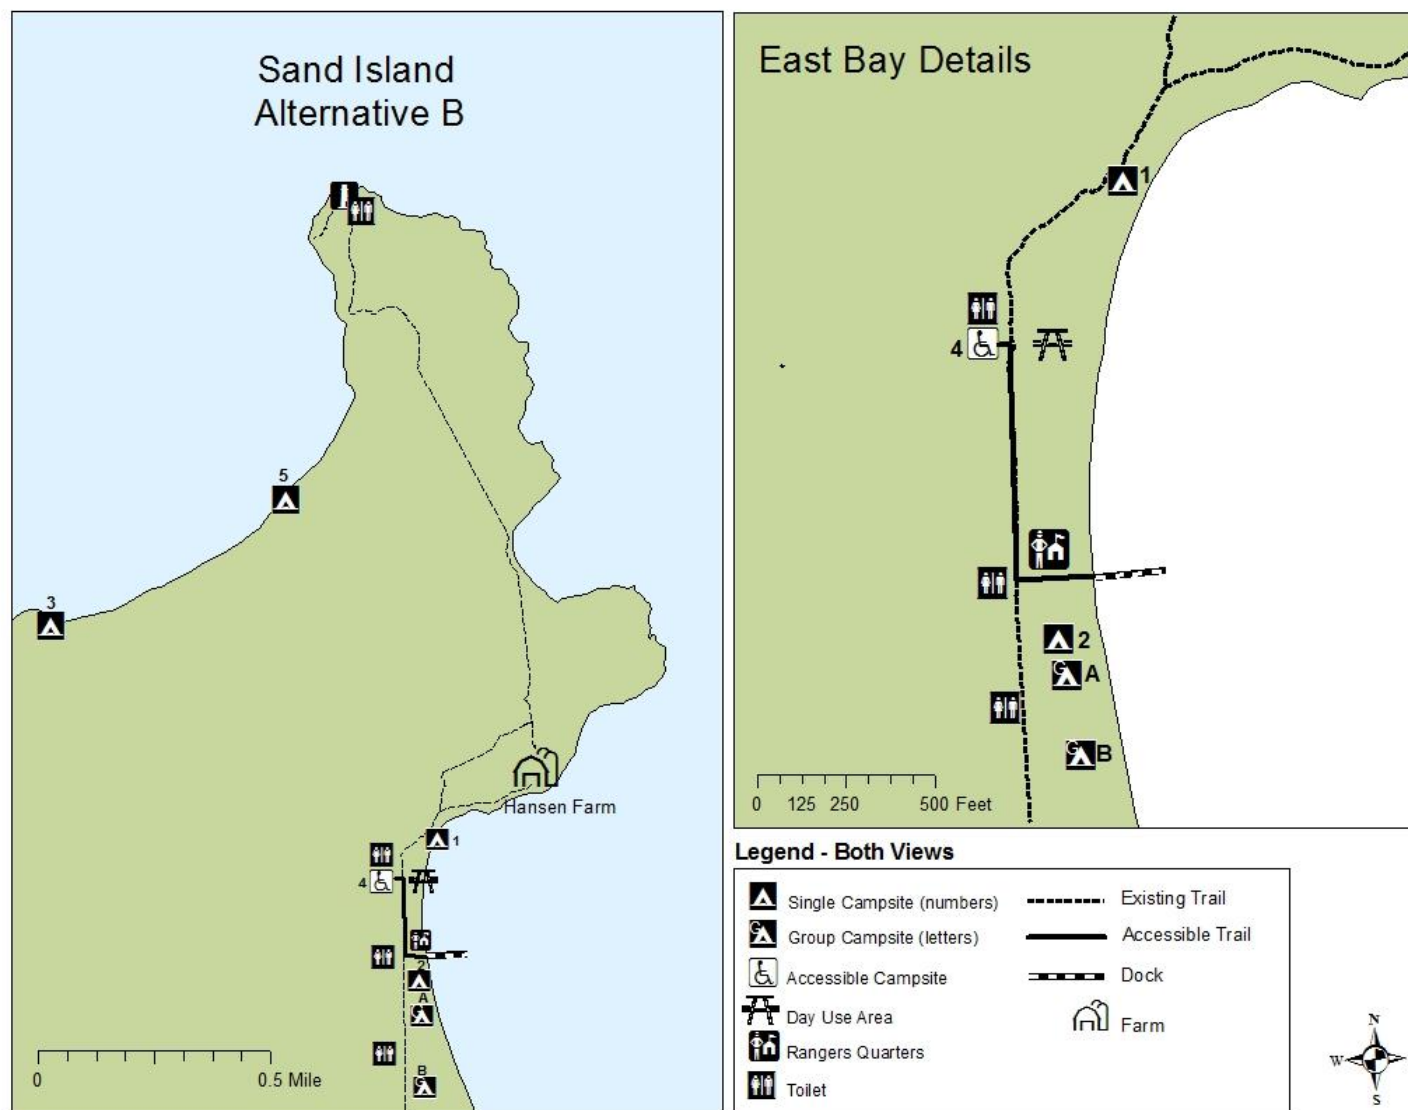 Sand Island
Alternative B
5
3
Hansen Farm
1
4
2
A
B
0
0.5 Mile
East Bay Details
1
4
2
A
B
0 125 250 500 Feet
Legend - Both Views
Single Campsite (numbers)
Group Campsite (letters)
Accessible Campsite
Day Use Area
Rangers Quarters
Toilet
Existing Trail
Accessible Trail
Dock
Farm
N
W E
S